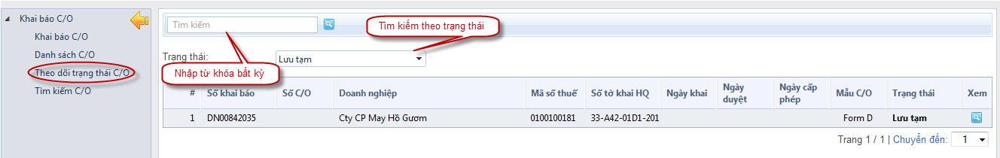 Khai báo C/O
Khai báo C/O
Danh sách C/O
Theo dõi trạng thái C/O
Tìm kiếm C/O
Tìm kiếm
Tìm kiếm theo trạng thái
Trạng thái:
Lưu tạm
Nhập từ khóa bất kỳ
# Số khai báo Số C/O Doanh nghiệp Mã số thuế Số tờ khai HQ Ngày khai Ngày duyệt Ngày cấp phép Mẫu C/O Trạng thái Xem
1 DN00842035 Cty CP May Hồ Gươm 0100100181 33-A42-01D1-201 Form D Lưu tạm
Trang 1 / 1 | Chuyển đến: 1